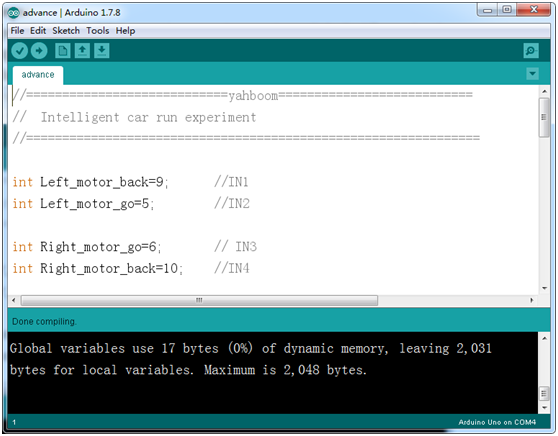 advance | Arduino 1.7.8
File Edit Sketch Tools Help
advance
//============================yahboom===========================
//  Intelligent car run experiment
//===============================================================
int Left_motor_back=9;      //IN1
int Left_motor_go=5;        //IN2
int Right_motor_go=6;       // IN3
int Right_motor_back=10;    //IN4
Done compiling.
Global variables use 17 bytes (0%) of dynamic memory, leaving 2,031
bytes for local variables. Maximum is 2,048 bytes.
1
Arduino Uno on COM4